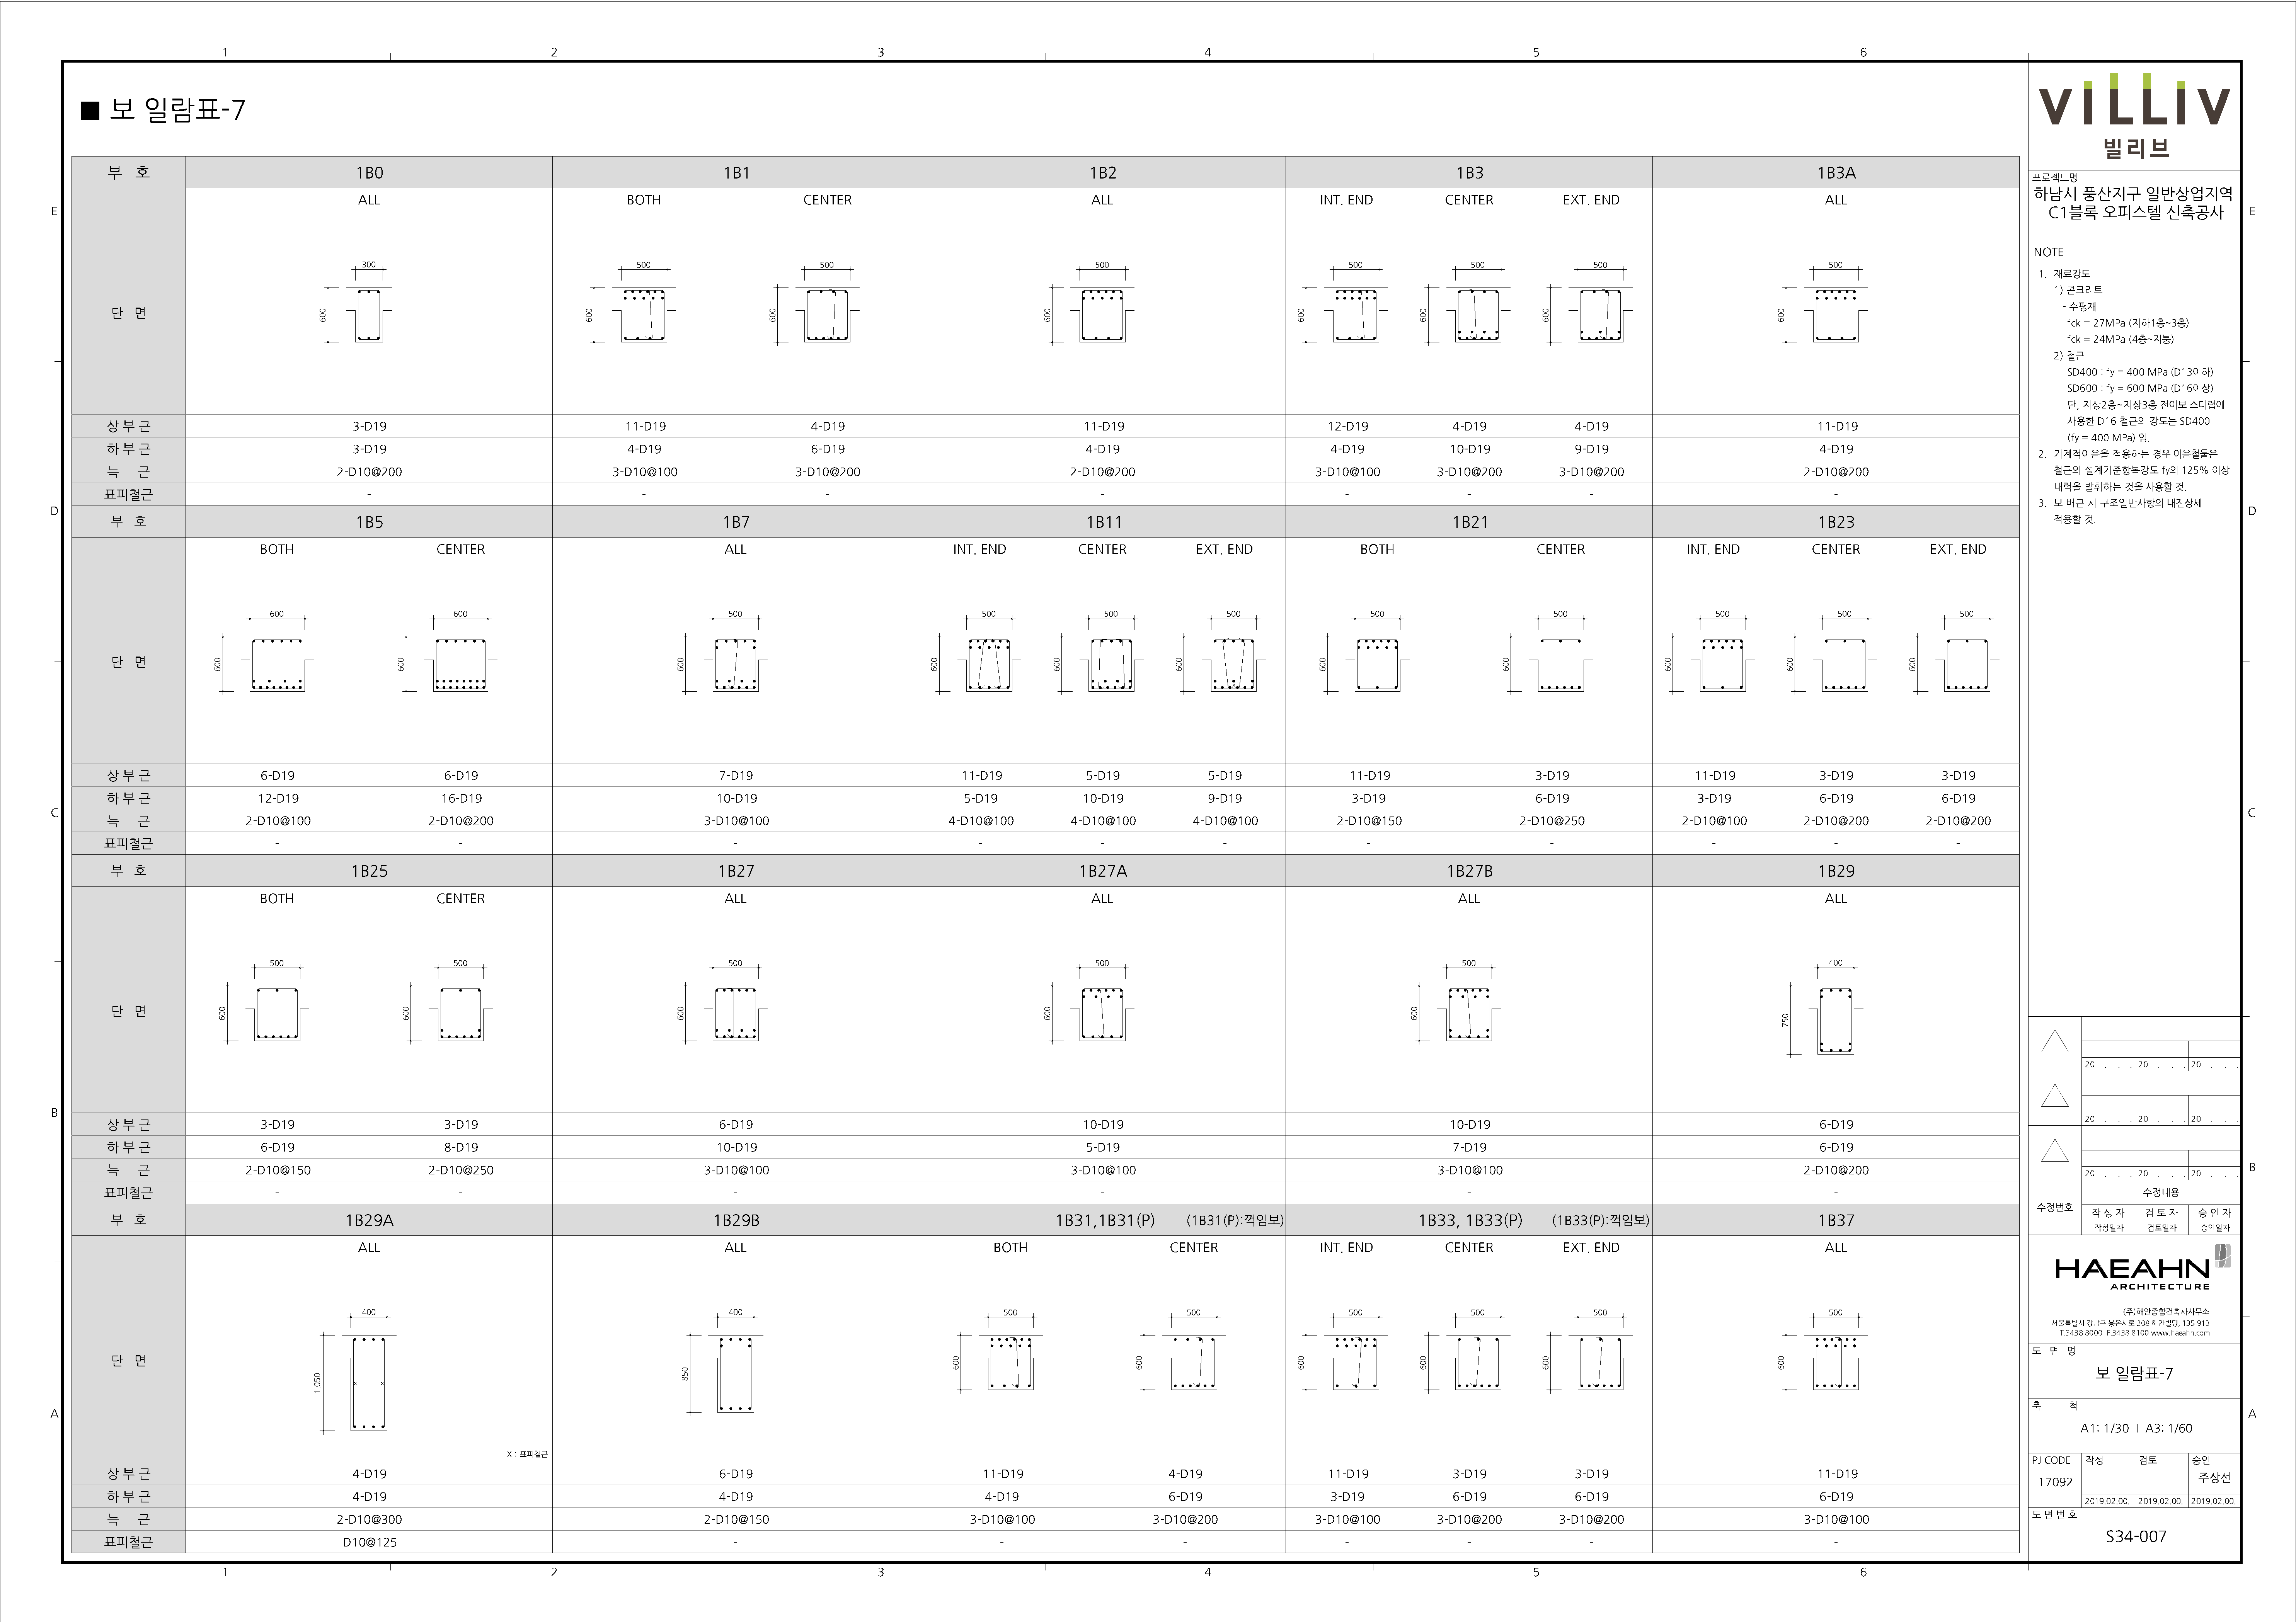 1 2 3 4 5 6
■ 보 일람표-7
부 호 1B0 1B1 1B2 1B3 1B3A
ALL BOTH CENTER ALL INT. END CENTER EXT. END ALL
300 500 500 500 500 500 500 500
단 면 600 600 600 600 600 600 600 600
상부근 3-D19 11-D19 4-D19 11-D19 12-D19 4-D19 4-D19 11-D19
하부근 3-D19 4-D19 6-D19 4-D19 4-D19 10-D19 9-D19 4-D19
늑 근 2-D10@200 3-D10@100 3-D10@200 2-D10@200 3-D10@100 3-D10@200 3-D10@200 2-D10@200
표피철근 - - - - - - - -
부 호 1B5 1B7 1B11 1B21 1B23
BOTH CENTER ALL INT. END CENTER EXT. END BOTH CENTER INT. END CENTER EXT. END
600 600 500 500 500 500 500 500 500 500 500
단 면 600 600 600 600 600 600 600 600 600 600 600
상부근 6-D19 6-D19 7-D19 11-D19 5-D19 5-D19 11-D19 3-D19 11-D19 3-D19 3-D19
하부근 12-D19 16-D19 10-D19 5-D19 10-D19 9-D19 3-D19 6-D19 3-D19 6-D19 6-D19
늑 근 2-D10@100 2-D10@200 3-D10@100 4-D10@100 4-D10@100 4-D10@100 2-D10@150 2-D10@250 2-D10@100 2-D10@200 2-D10@200
표피철근 - - - - - - - - - - -
부 호 1B25 1B27 1B27A 1B27B 1B29
BOTH CENTER ALL ALL ALL ALL
500 500 500 500 500 400
단 면 600 600 600 600 600 750
상부근 3-D19 3-D19 6-D19 10-D19 10-D19 6-D19
하부근 6-D19 8-D19 10-D19 5-D19 7-D19 6-D19
늑 근 2-D10@150 2-D10@250 3-D10@100 3-D10@100 3-D10@100 2-D10@200
표피철근 - - - - - -
부 호 1B29A 1B29B 1B31,1B31(P) (1B31(P):꺽임보) 1B33, 1B33(P) (1B33(P):꺽임보) 1B37
ALL ALL BOTH CENTER INT. END CENTER EXT. END ALL
400 400 500 500 500 500 500 500
단 면 1,050 850 600 600 600 600 600 600
X : 표피철근
상부근 4-D19 6-D19 11-D19 4-D19 11-D19 3-D19 3-D19 11-D19
하부근 4-D19 4-D19 4-D19 6-D19 3-D19 6-D19 6-D19 6-D19
늑 근 2-D10@300 2-D10@150 3-D10@100 3-D10@200 3-D10@100 3-D10@200 3-D10@200 3-D10@100
표피철근 D10@125 - - - - - - -
E
D
C
B
A
1 2 3 4 5 6
ViLLiV
빌리브
프로젝트명
하남시 풍산지구 일반상업지역
C1블록 오피스텔 신축공사
NOTE
1. 재료강도
1) 콘크리트
- 수평재
fck = 27MPa (지하1층~3층)
fck = 24MPa (4층~지붕)
2) 철근
SD400 : fy = 400 MPa (D13이하)
SD600 : fy = 600 MPa (D16이상)
단, 지상2층~지상3층 전이보 스터럽에
사용한 D16 철근의 강도는 SD400
(fy = 400 MPa) 임.
2. 기계적이음을 적용하는 경우 이음철물은
철근의 설계기준항복강도 fy의 125% 이상
내력을 발휘하는 것을 사용할 것.
3. 보 배근 시 구조일반사항의 내진상세
적용할 것.
20 . . . 20 . . . 20 . . .
20 . . . 20 . . . 20 . . .
20 . . . 20 . . . 20 . . .
수정번호 수정내용
작성자 검토자 승인자
작성일자 검토일자 승인일자
HAEAHN
ARCHITECTURE
(주)해안종합건축사사무소
서울특별시 강남구 봉은사로 208 해안빌딩, 135-913
T.3438 8000 F.3438 8100 www.haeahn.com
도 면 명
보 일람표-7
축 척
A1: 1/30 I A3: 1/60
PJ CODE 작성 검토 승인
17092 주상선
2019.02.00. 2019.02.00. 2019.02.00.
도면번호
S34-007
E
D
C
B
A